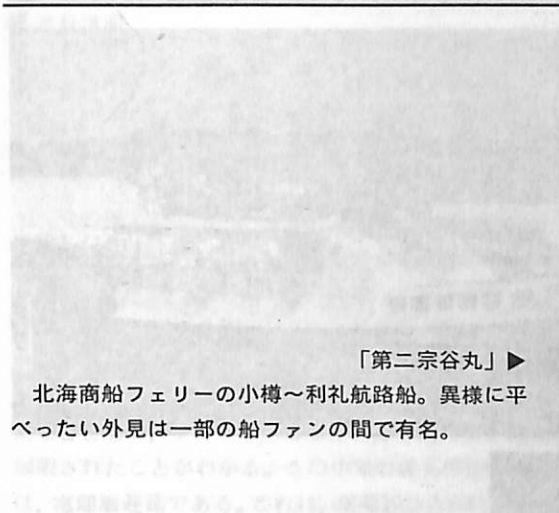 「第二宗谷丸」▶
北海商船フェリーの小樽～利礼航路船。異様に平
べったい外見は一部の船ファンの間で有名。